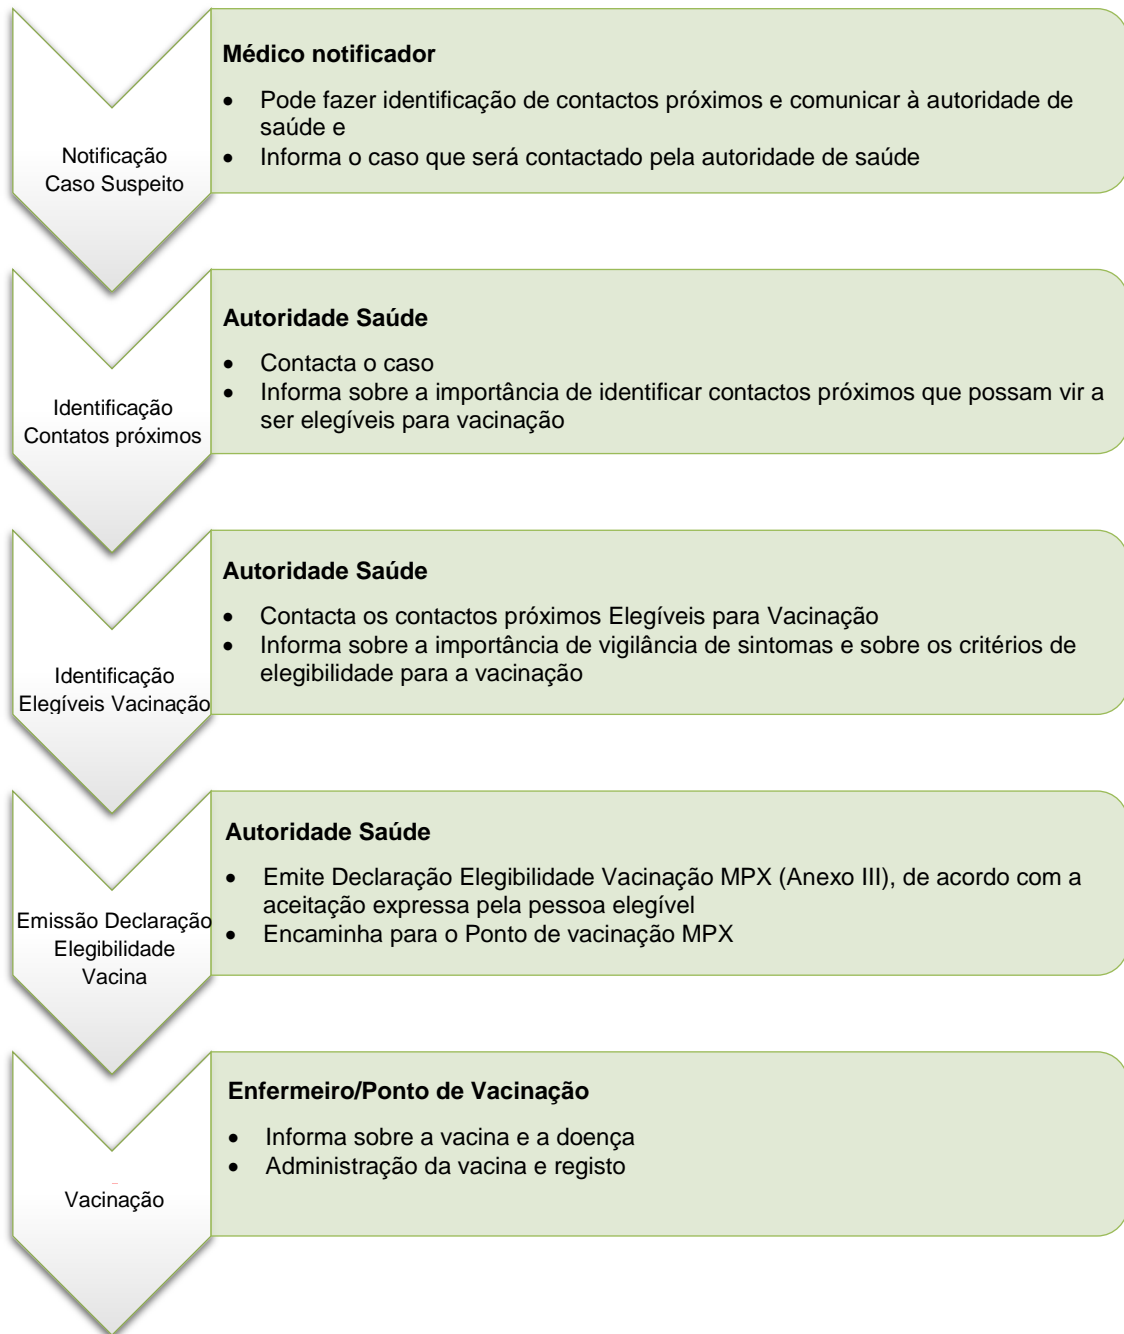 Médico notificador
• Pode fazer identificação de contactos próximos e comunicar à autoridade de
saúde e
• Informa o caso que será contactado pela autoridade de saúde
Notificação
Caso Suspeito
Autoridade Saúde
• Contacta o caso
• Informa sobre a importância de identificar contactos próximos que possam vir a
ser elegíveis para vacinação
Identificação
Contatos próximos
Autoridade Saúde
• Contacta os contactos próximos Elegíveis para Vacinação
• Informa sobre a importância de vigilância de sintomas e sobre os critérios de
elegibilidade para a vacinação
Identificação
Elegíveis Vacinação
Autoridade Saúde
• Emite Declaração Elegibilidade Vacinação MPX (Anexo III), de acordo com a
aceitação expressa pela pessoa elegível
• Encaminha para o Ponto de vacinação MPX
Emissão Declaração
Elegibilidade
Vacina
Enfermeiro/Ponto de Vacinação
• Informa sobre a vacina e a doença
• Administração da vacina e registo
Vacinação